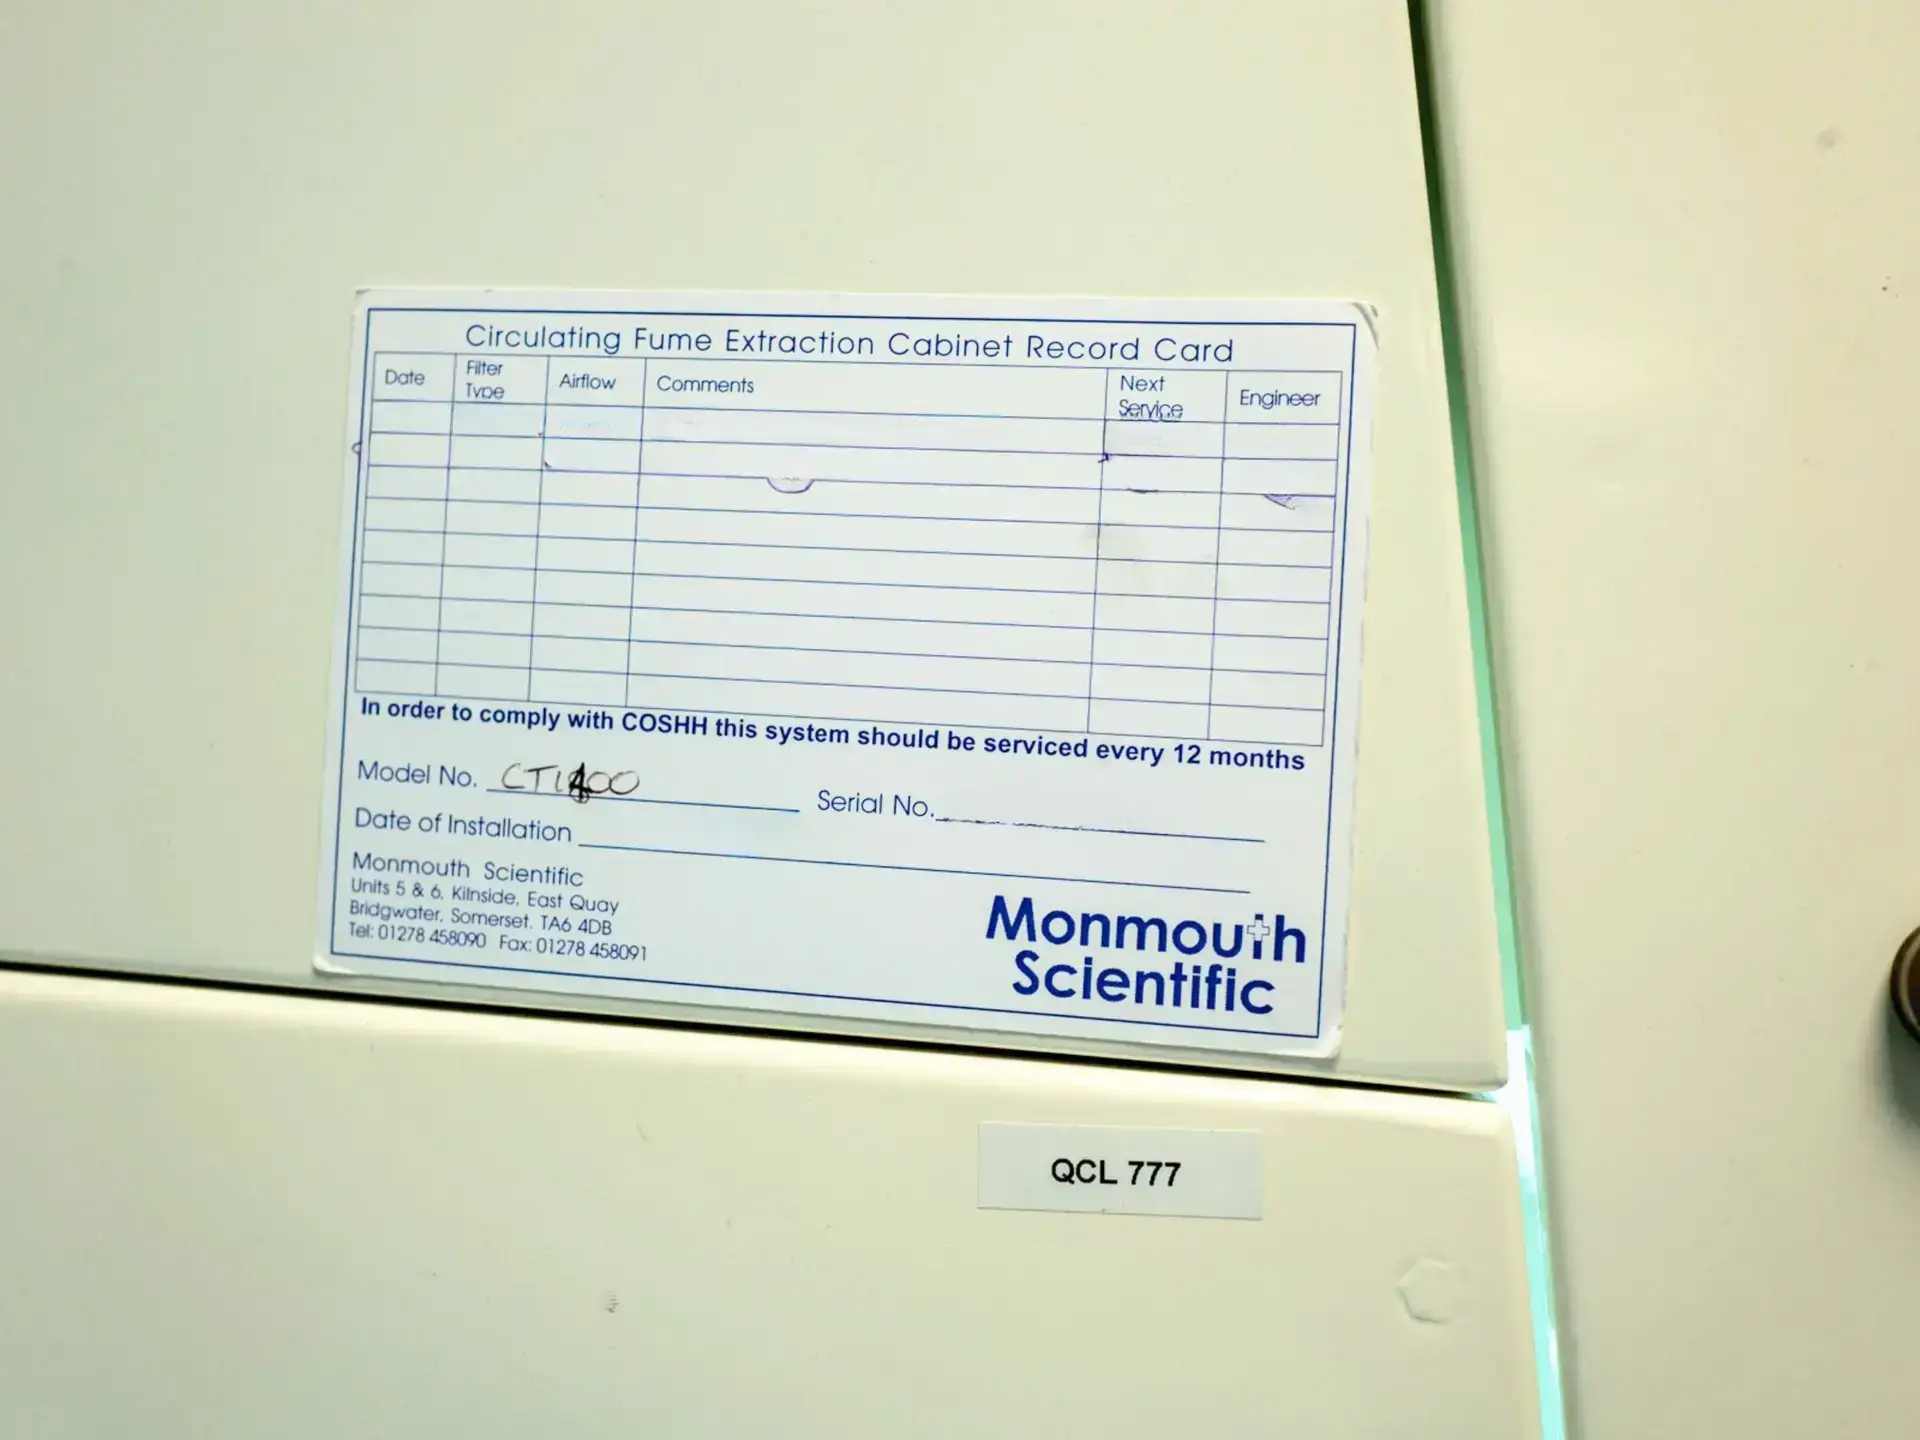 Circulating Fume Extraction Cabinet Record Card
Date Filter Type Airflow Comments Next Service Engineer
In order to comply with COSHH this system should be serviced every 12 months
Model No. CT1400 Serial No.
Date of Installation
Monmouth Scientific
Units 5 & 6, Kilnside, East Quay
Bridgwater, Somerset. TA6 4DB
Tel: 01278 458090 Fax: 01278 458091
Monmouth
Scientific
QCL 777